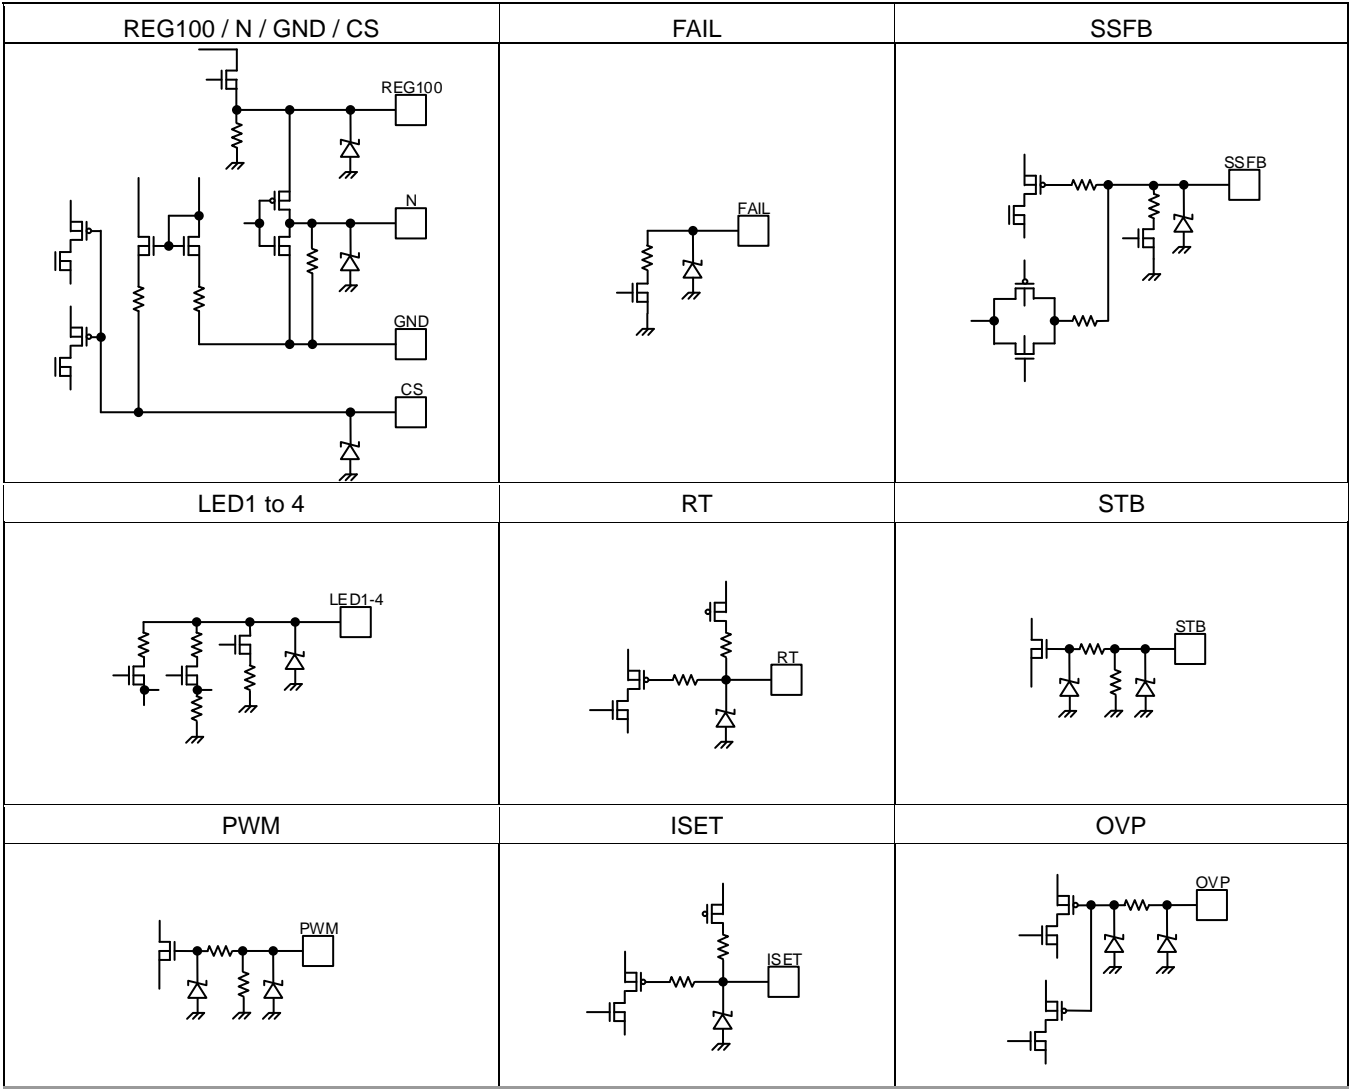 REG100 / N / GND / CS
FAIL
SSFB
REG100
N
GND
CS
FAIL
SSFB
LED1 to 4
RT
STB
LED1-4
RT
STB
PWM
ISET
OVP
PWM
ISET
OVP